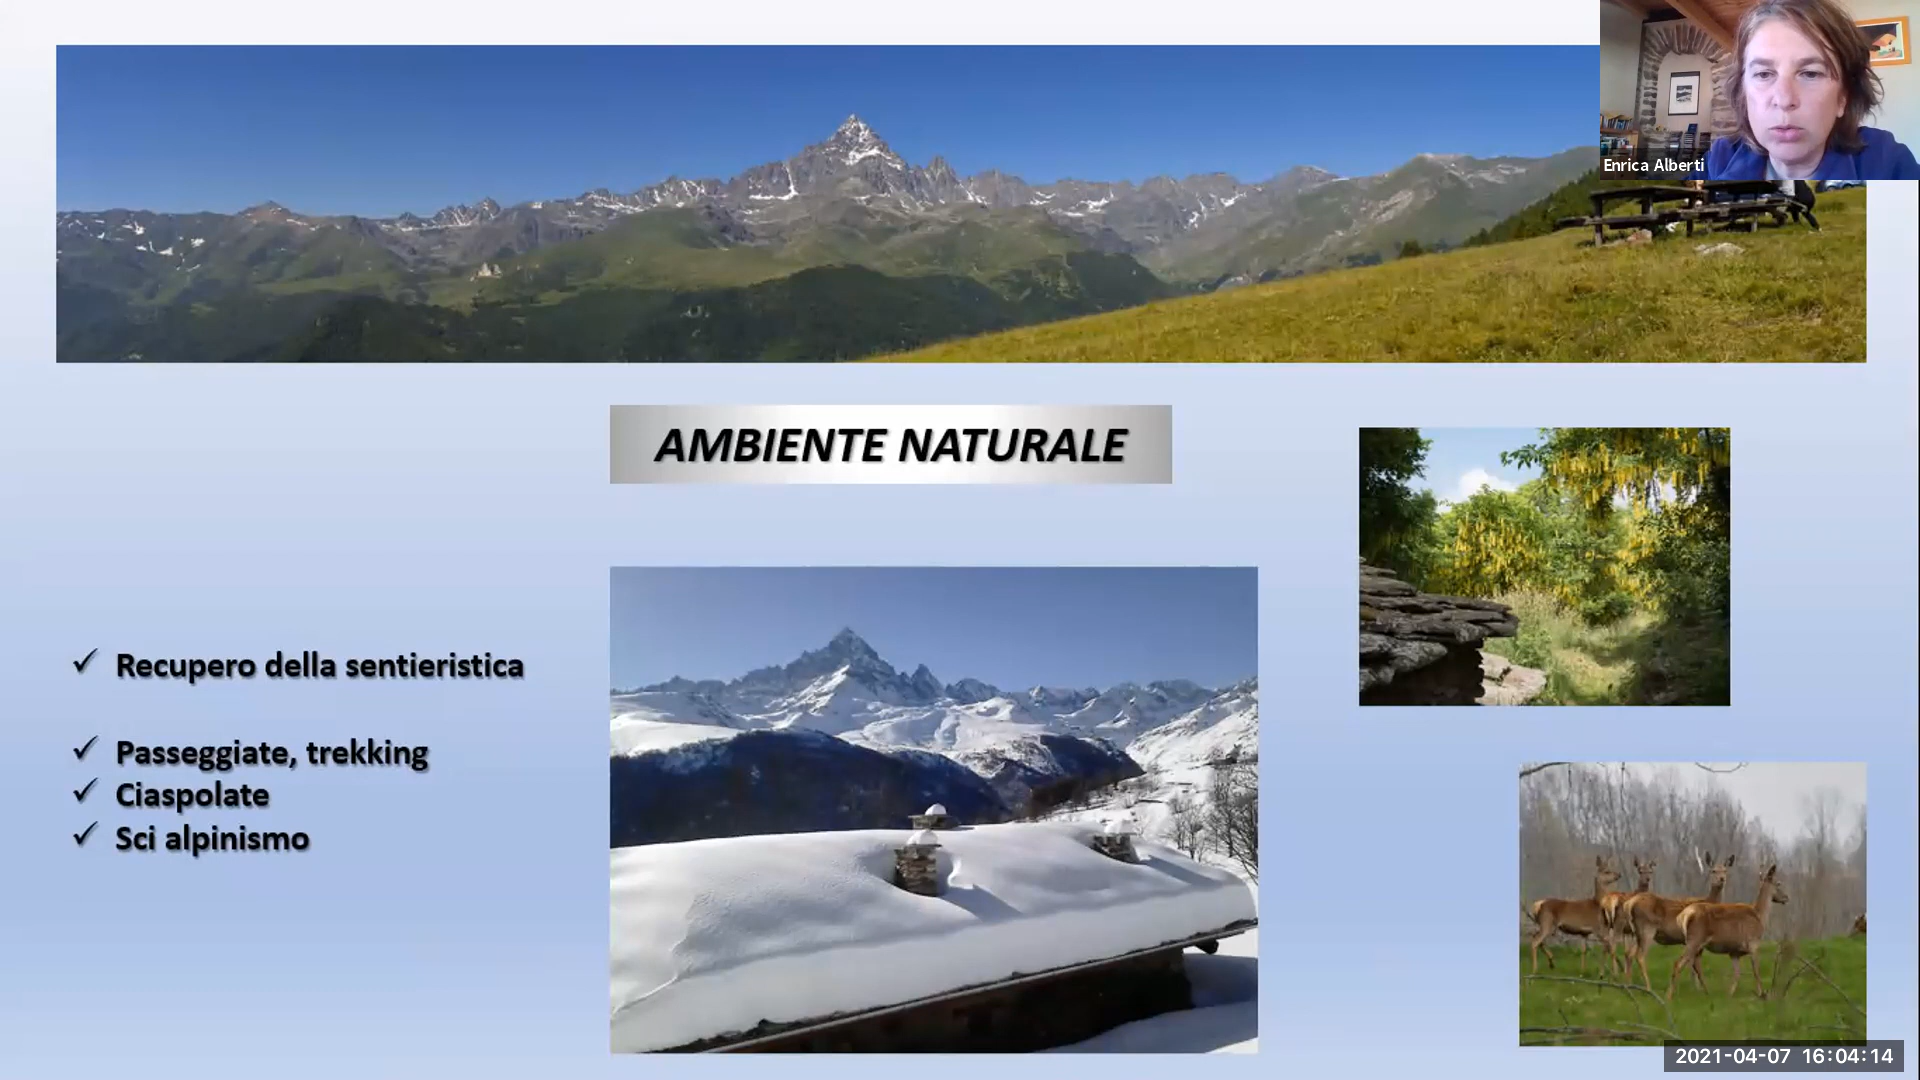 Enrica Alberti
AMBIENTE NATURALE
✓ Recupero della sentieristica
✓ Passeggiate, trekking
✓ Ciaspolate
✓ Sci alpinismo
2021-04-07 16:04:14